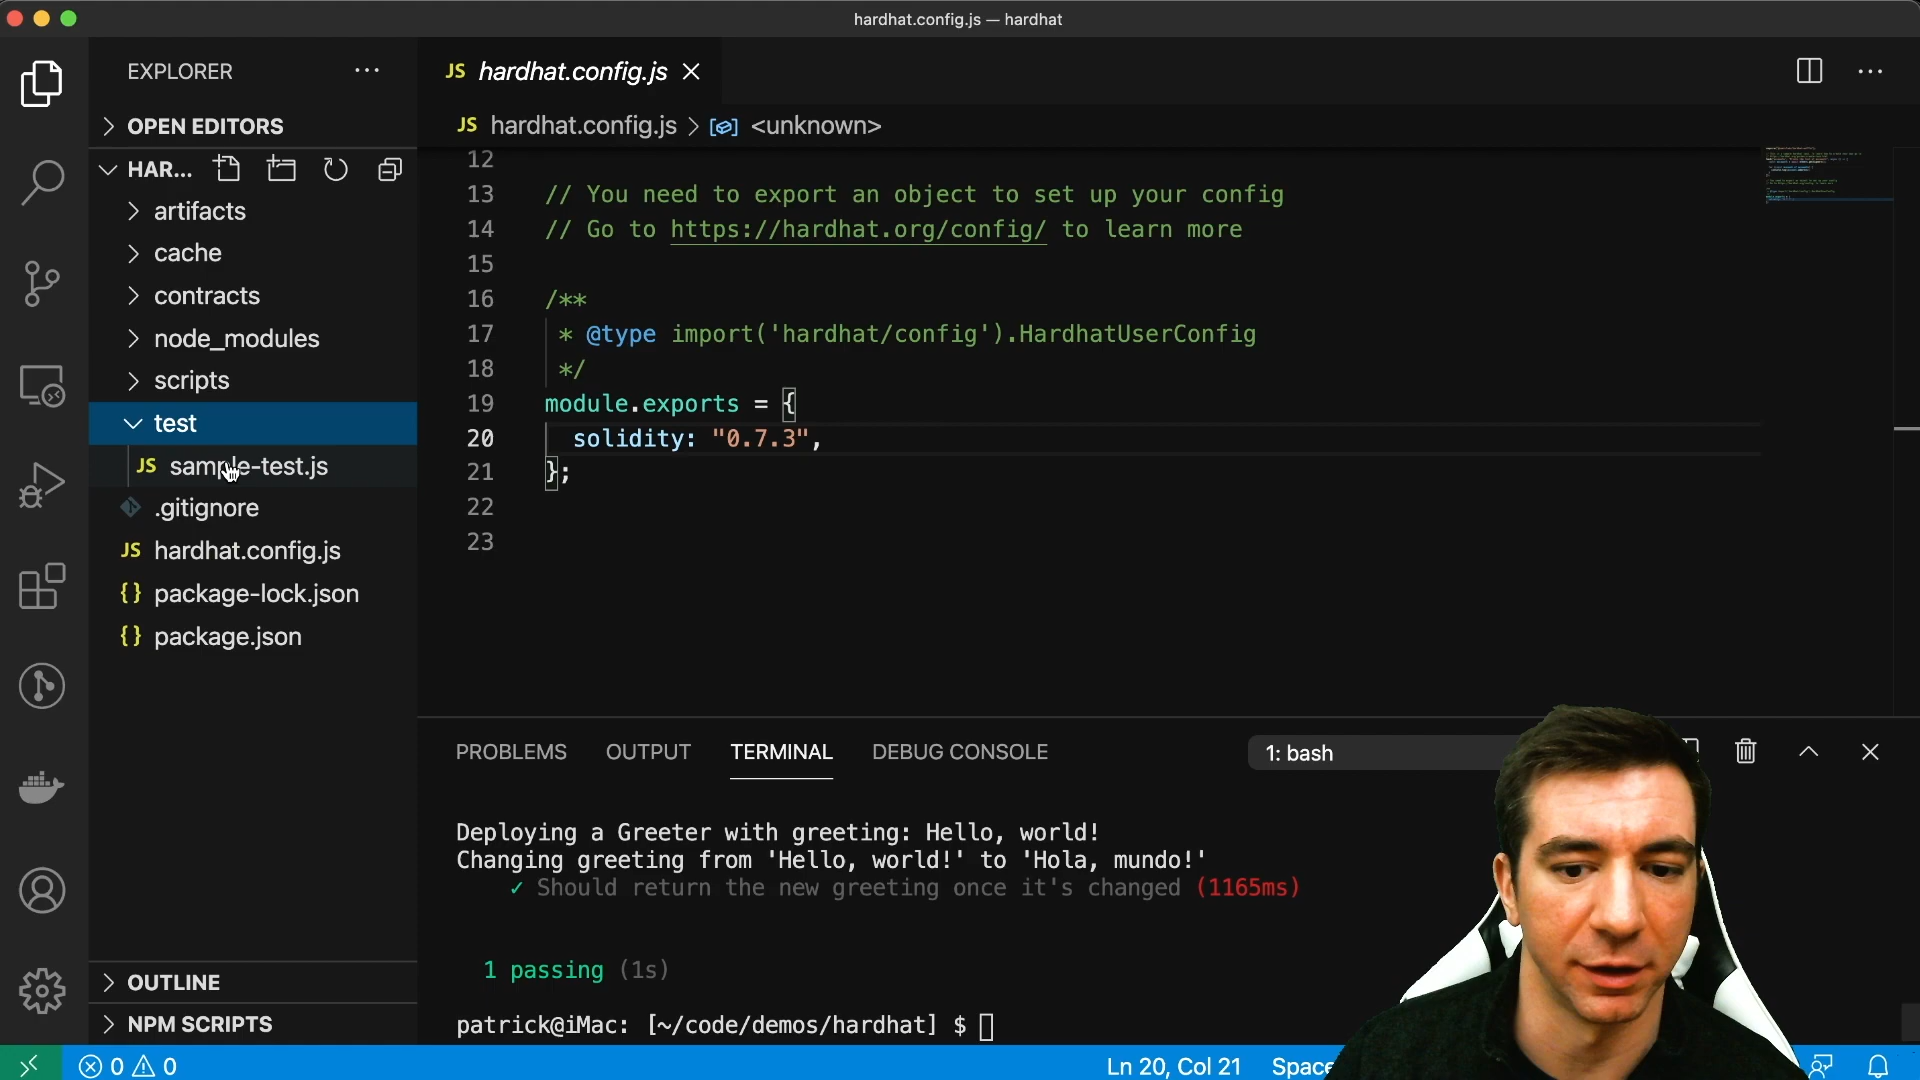 hardhat.config.js — hardhat
EXPLORER
OPEN EDITORS
HAR...
artifacts
cache
contracts
node_modules
scripts
test
JS sample-test.js
.gitignore
JS hardhat.config.js
{} package-lock.json
{} package.json
OUTLINE
NPM SCRIPTS
JS hardhat.config.js
JS hardhat.config.js > <unknown>
12
13 // You need to export an object to set up your config
14 // Go to https://hardhat.org/config/ to learn more
15
16 /**
17 * @type import('hardhat/config').HardhatUserConfig
18 */
19 module.exports = {
20 solidity: "0.7.3",
21 };
22
23
PROBLEMS OUTPUT TERMINAL DEBUG CONSOLE 1: bash
Deploying a Greeter with greeting: Hello, world!
Changing greeting from 'Hello, world!' to 'Hola, mundo!'
✓ Should return the new greeting once it's changed (1165ms)
1 passing (1s)
patrick@iMac: [~/code/demos/hardhat] $
0 0 Ln 20, Col 21 Space